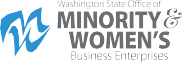 Washington State Office of
MINORITY &
WOMEN'S
Business Enterprises